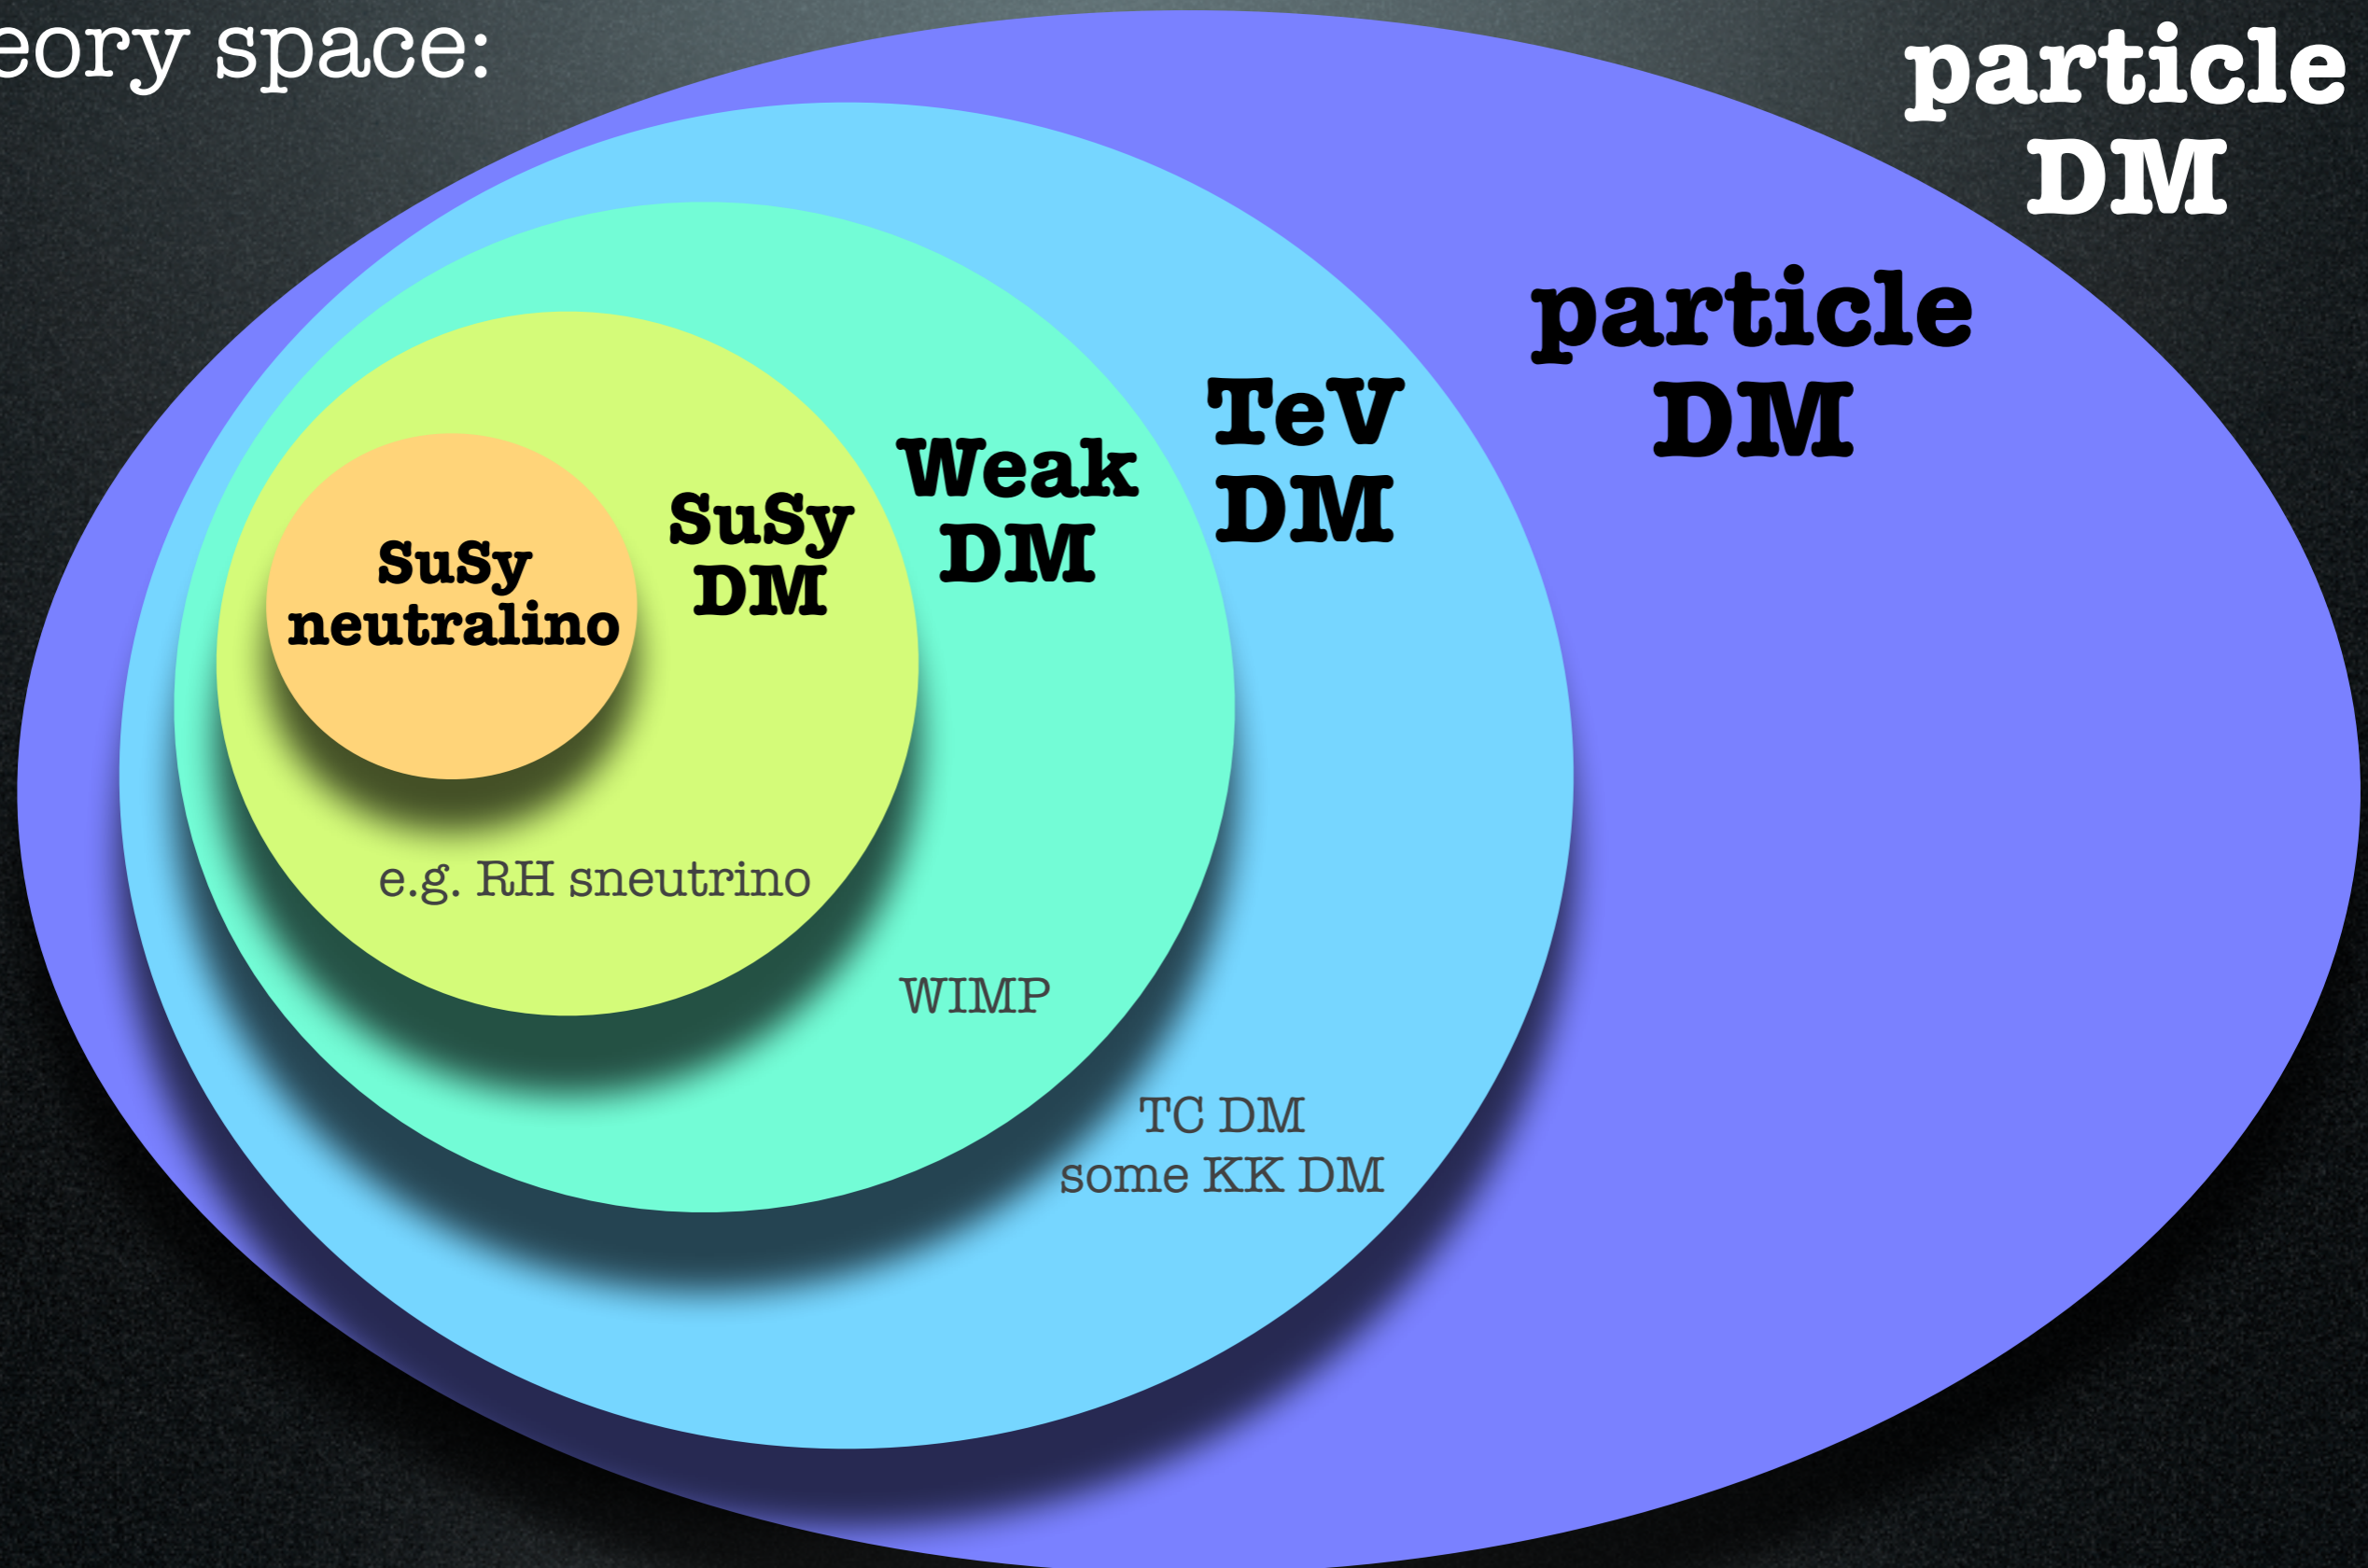 eory space:
particle
DM
particle
DM
TeV
DM
Weak
DM
SuSy
DM
SuSy
neutralino
e.g. RH sneutrino
WIMP
TC DM
some KK DM